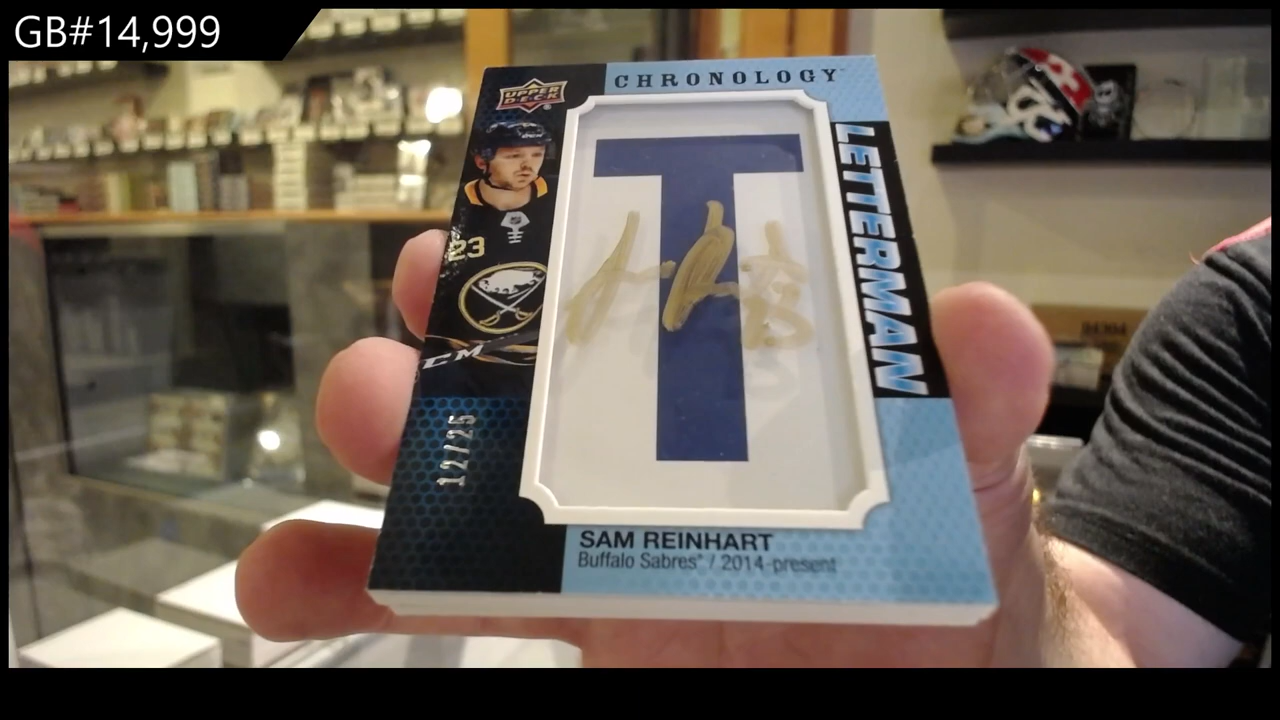 GB#14,999
UPPER
DECK
CHRONOLOGY
LETTERMAN
T
23
CCM
12/25
SAM REINHART
Buffalo Sabres® / 2014-present